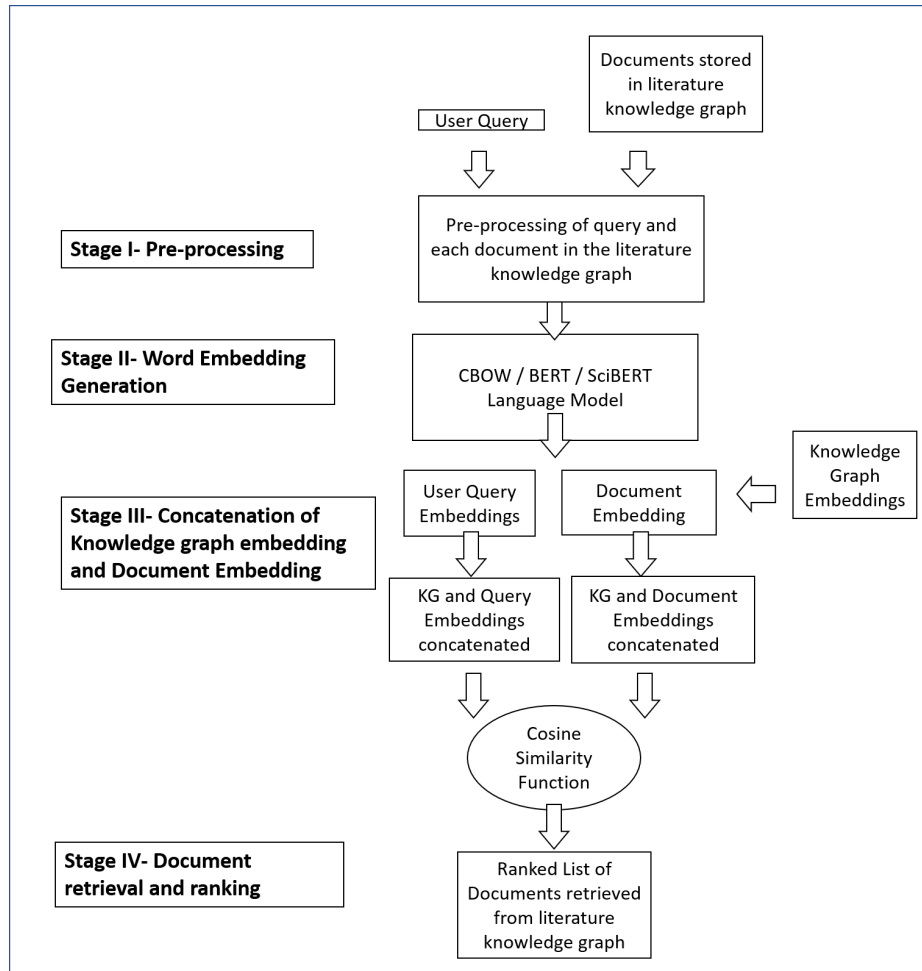 Documents stored
in literature
knowledge graph
User Query
Stage I- Pre-processing
Pre-processing of query and
each document in the literature
knowledge graph
Stage II- Word Embedding
Generation
CBOW / BERT / SciBERT
Language Model
Knowledge
Graph
Embeddings
User Query
Embeddings
Document
Embedding
Stage III- Concatenation of
Knowledge graph embedding
and Document Embedding
KG and Query
Embeddings
concatenated
KG and Document
Embeddings
concatenated
Cosine
Similarity
Function
Stage IV- Document
retrieval and ranking
Ranked List of
Documents retrieved
from literature
knowledge graph